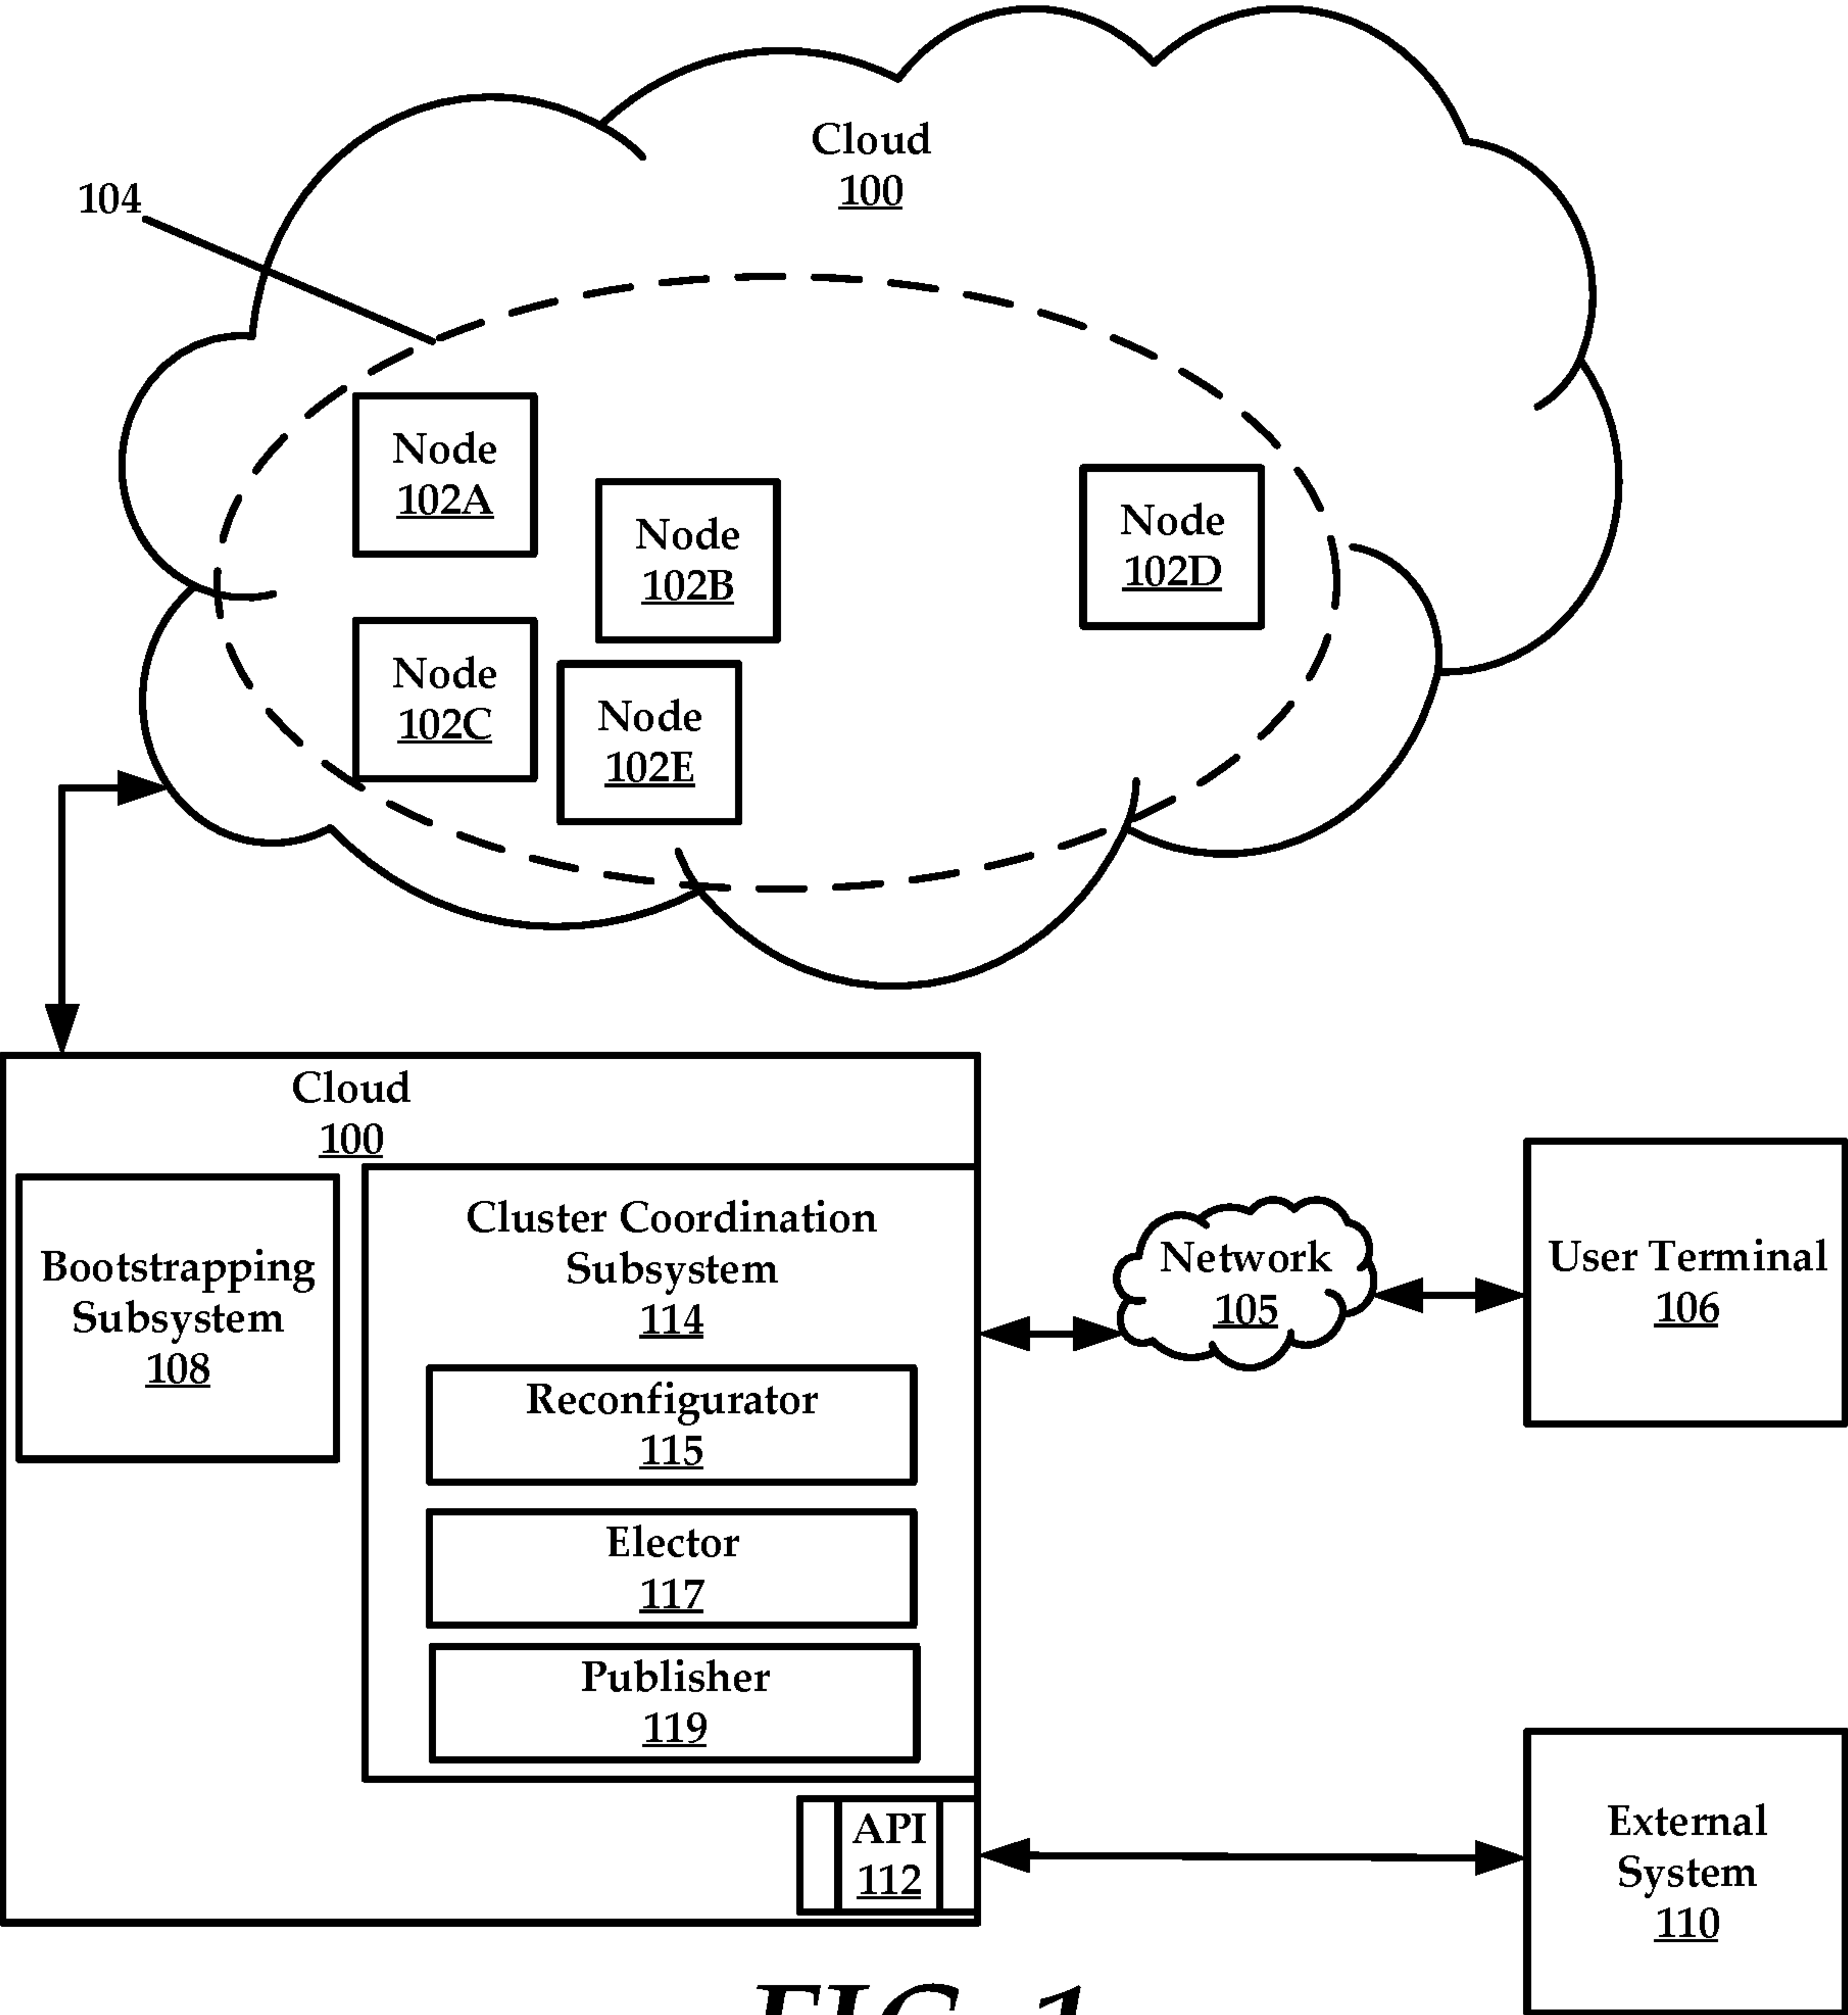 Cloud
100
104
Node
102A
Node
102B
Node
102D
Node
102C
Node
102E
Cloud
100
Bootstrapping
Subsystem
108
Cluster Coordination
Subsystem
114
Reconfigurator
115
Elector
117
Publisher
119
API
112
Network
105
User Terminal
106
External
System
110
FIG. 1